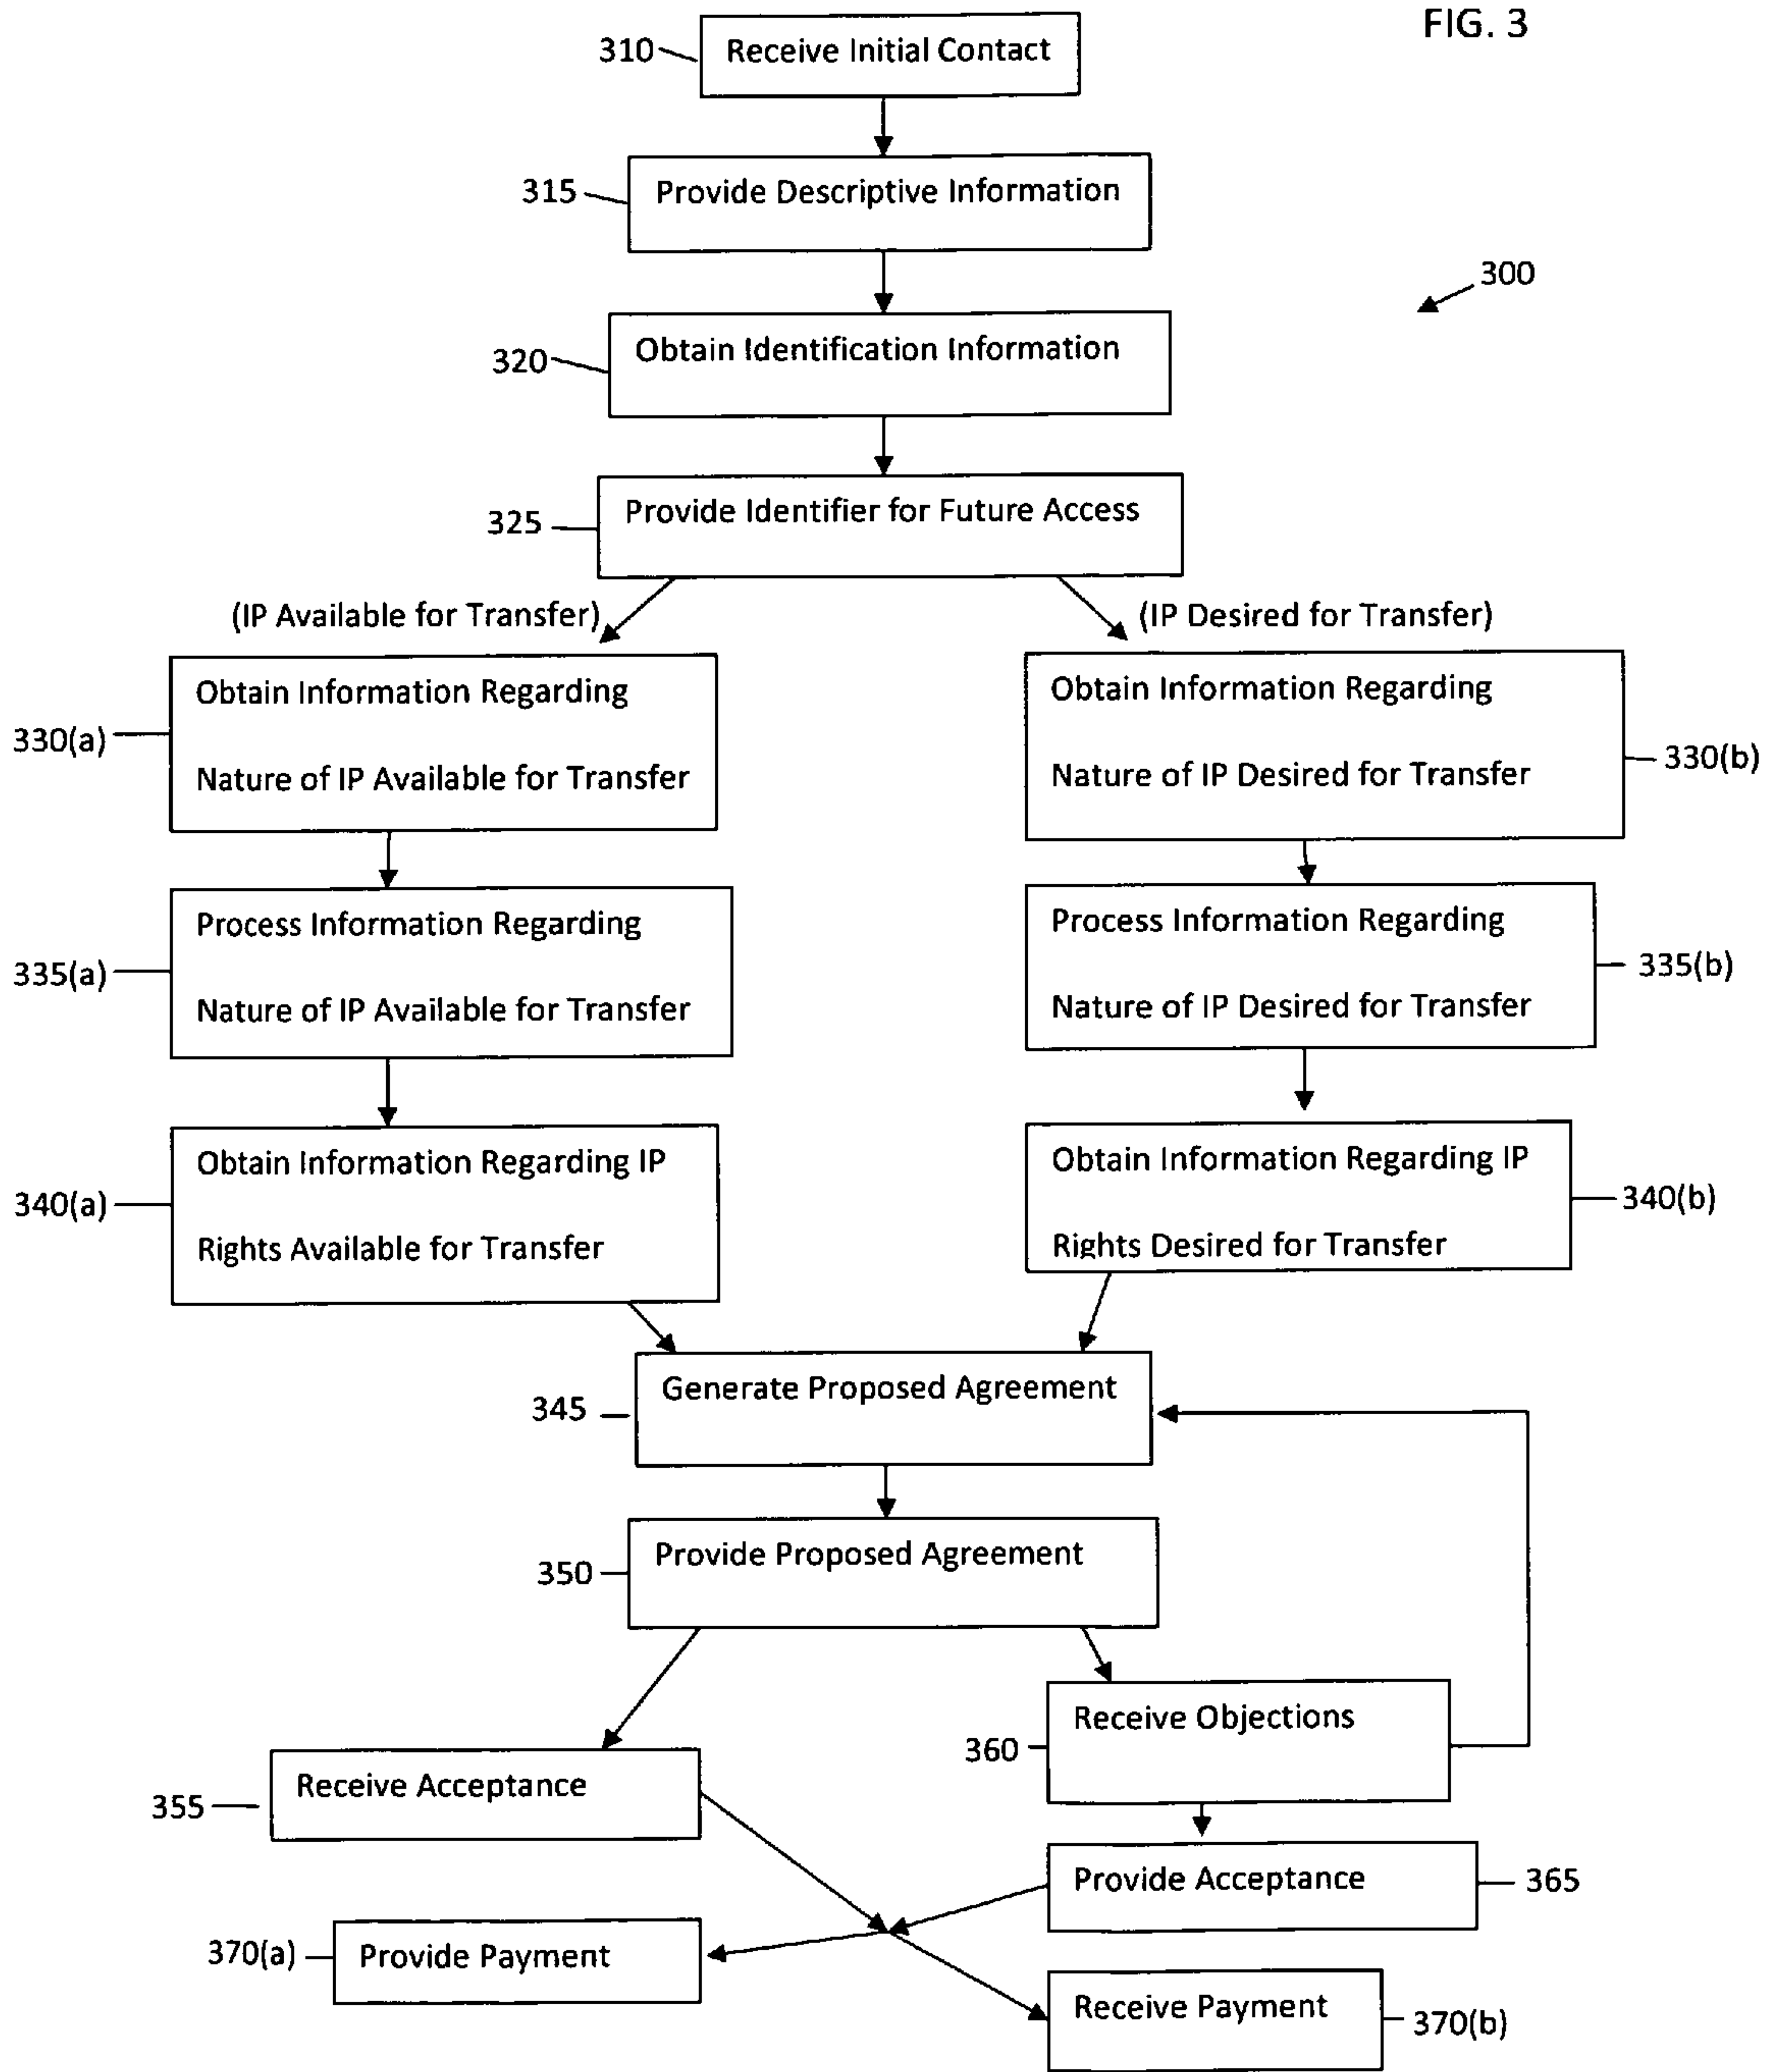 FIG. 3
310
Receive Initial Contact
315
Provide Descriptive Information
300
320
Obtain Identification Information
325
Provide Identifier for Future Access
(IP Available for Transfer)
(IP Desired for Transfer)
330(a)
Obtain Information Regarding
Nature of IP Available for Transfer
Obtain Information Regarding
Nature of IP Desired for Transfer
330(b)
335(a)
Process Information Regarding
Nature of IP Available for Transfer
Process Information Regarding
Nature of IP Desired for Transfer
335(b)
340(a)
Obtain Information Regarding IP
Rights Available for Transfer
Obtain Information Regarding IP
Rights Desired for Transfer
340(b)
345
Generate Proposed Agreement
350
Provide Proposed Agreement
360
Receive Objections
355
Receive Acceptance
Provide Acceptance
365
370(a)
Provide Payment
Receive Payment
370(b)